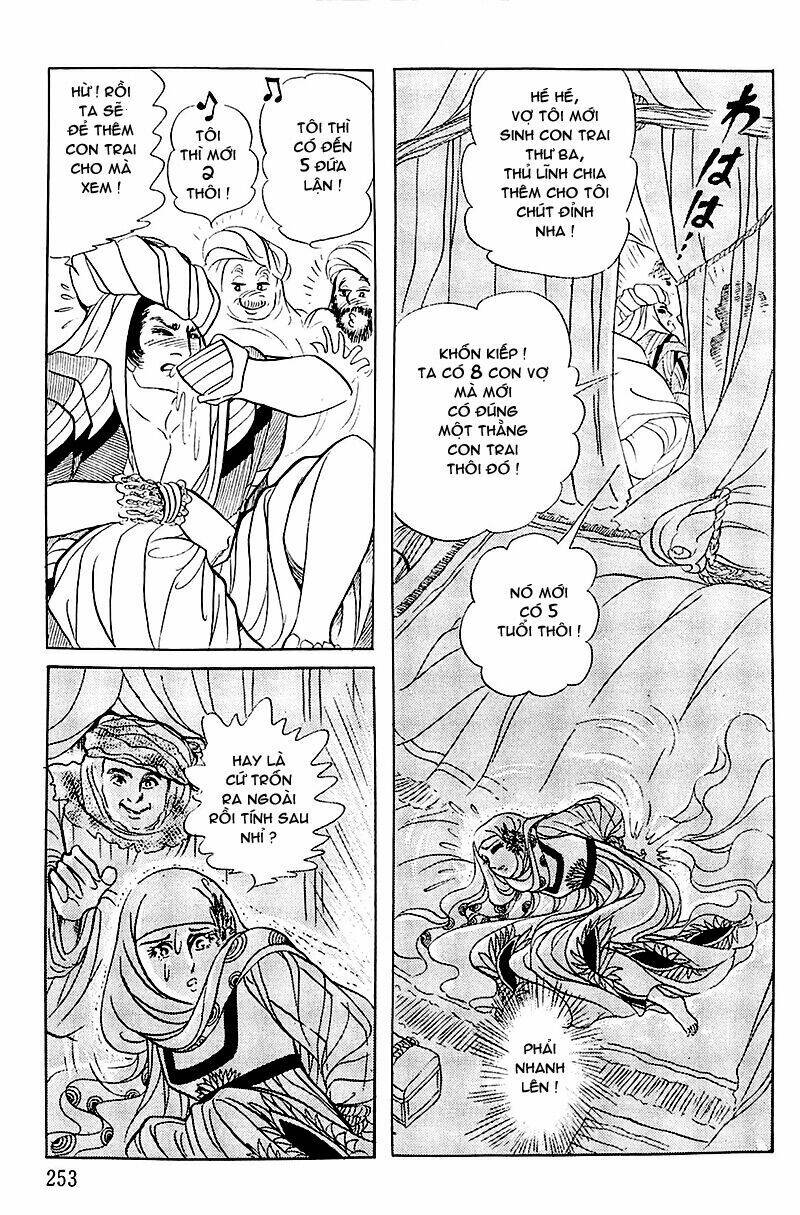 HÉ HÉ,
VỢ TÔI MỚI
SINH CON TRAI
THƯ BA,
THỦ LĨNH CHIA
THÊM CHO TÔI
CHÚT ĐỈNH
NHA !
わはは…
KHỐN KIẾP !
TA CÓ 8 CON VỢ
MÀ MỚI
CÓ ĐÚNG
MỘT THẰNG
CON TRAI
THÔI ĐÓ !
NÓ MỚI
CÓ 5
TUỔI THÔI !
PHẢI
NHANH
LÊN !
TÔI THÌ
CÓ ĐẾN
5 ĐỨA
LẬN !
TÔI
THÌ MỚI
2
THÔI !
HỪ ! RỒI
TA SẼ
ĐẺ THÊM
CON TRAI
CHO MÀ
XEM !
HAY LÀ
CỨ TRỐN
RA NGOÀI
RỒI TÍNH SAU
NHỈ ?
253